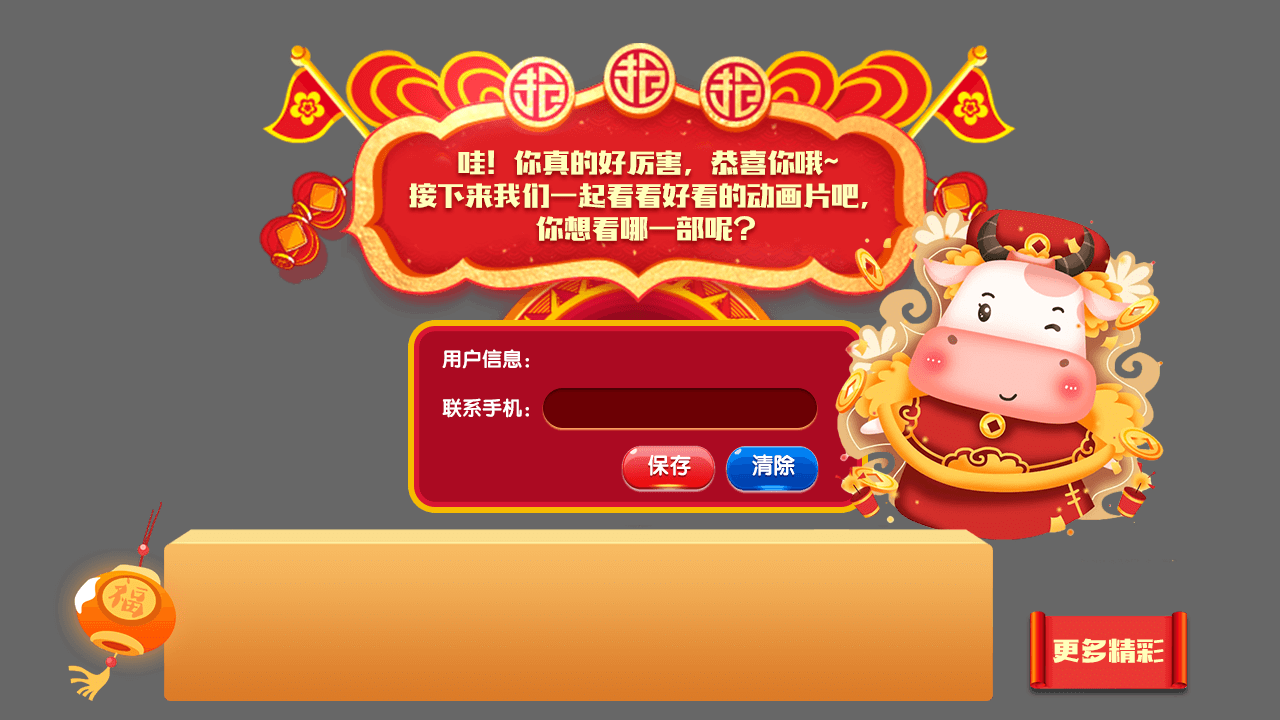 哇！你真的好厉害，恭喜你哦~
接下来我们一起看看好看的动画片吧，
你想看哪一部呢？
用户信息：
联系手机：
保存
清除
福
更多精彩